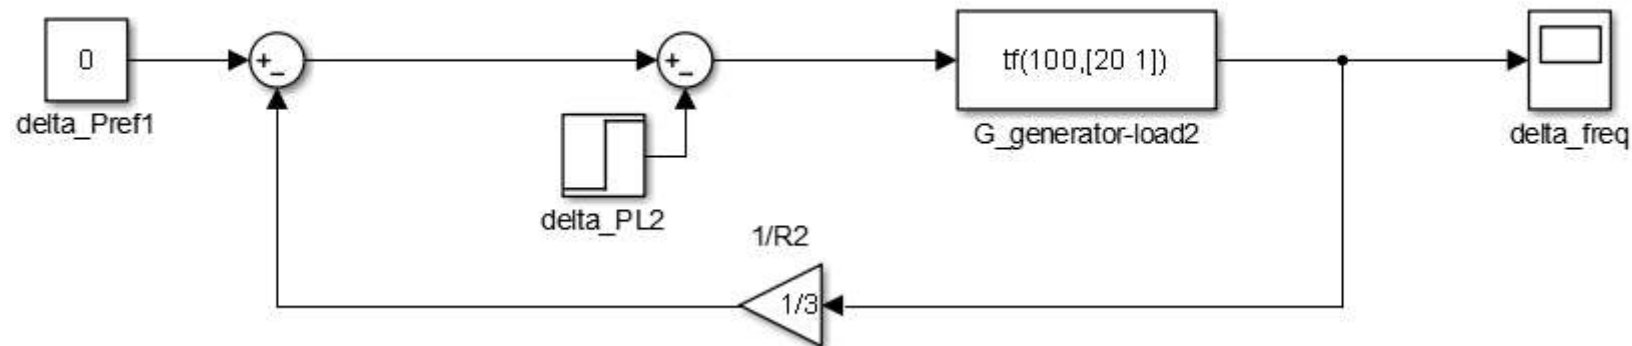 0
delta_Pref1
+
−
+
−
delta_PL2
tf(100,[20 1])
G_generator-load2
delta_freq
1/R2
1/3